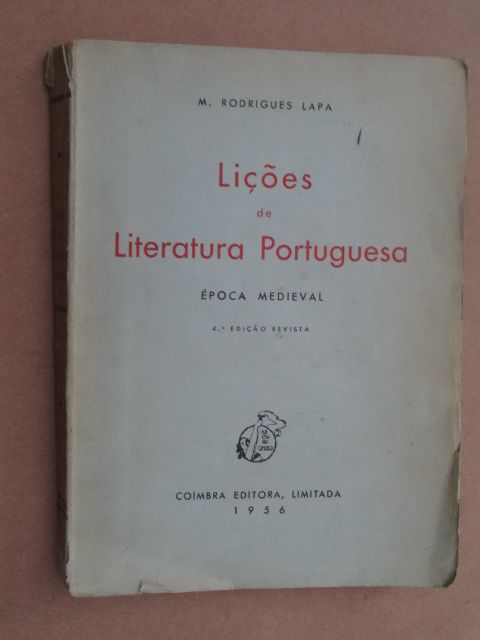 M. RODRIGUES LAPA
Lições
de
Literatura Portuguesa
ÉPOCA MEDIEVAL
4.ª EDIÇÃO REVISTA
COIMBRA EDITORA, LIMITADA
1956